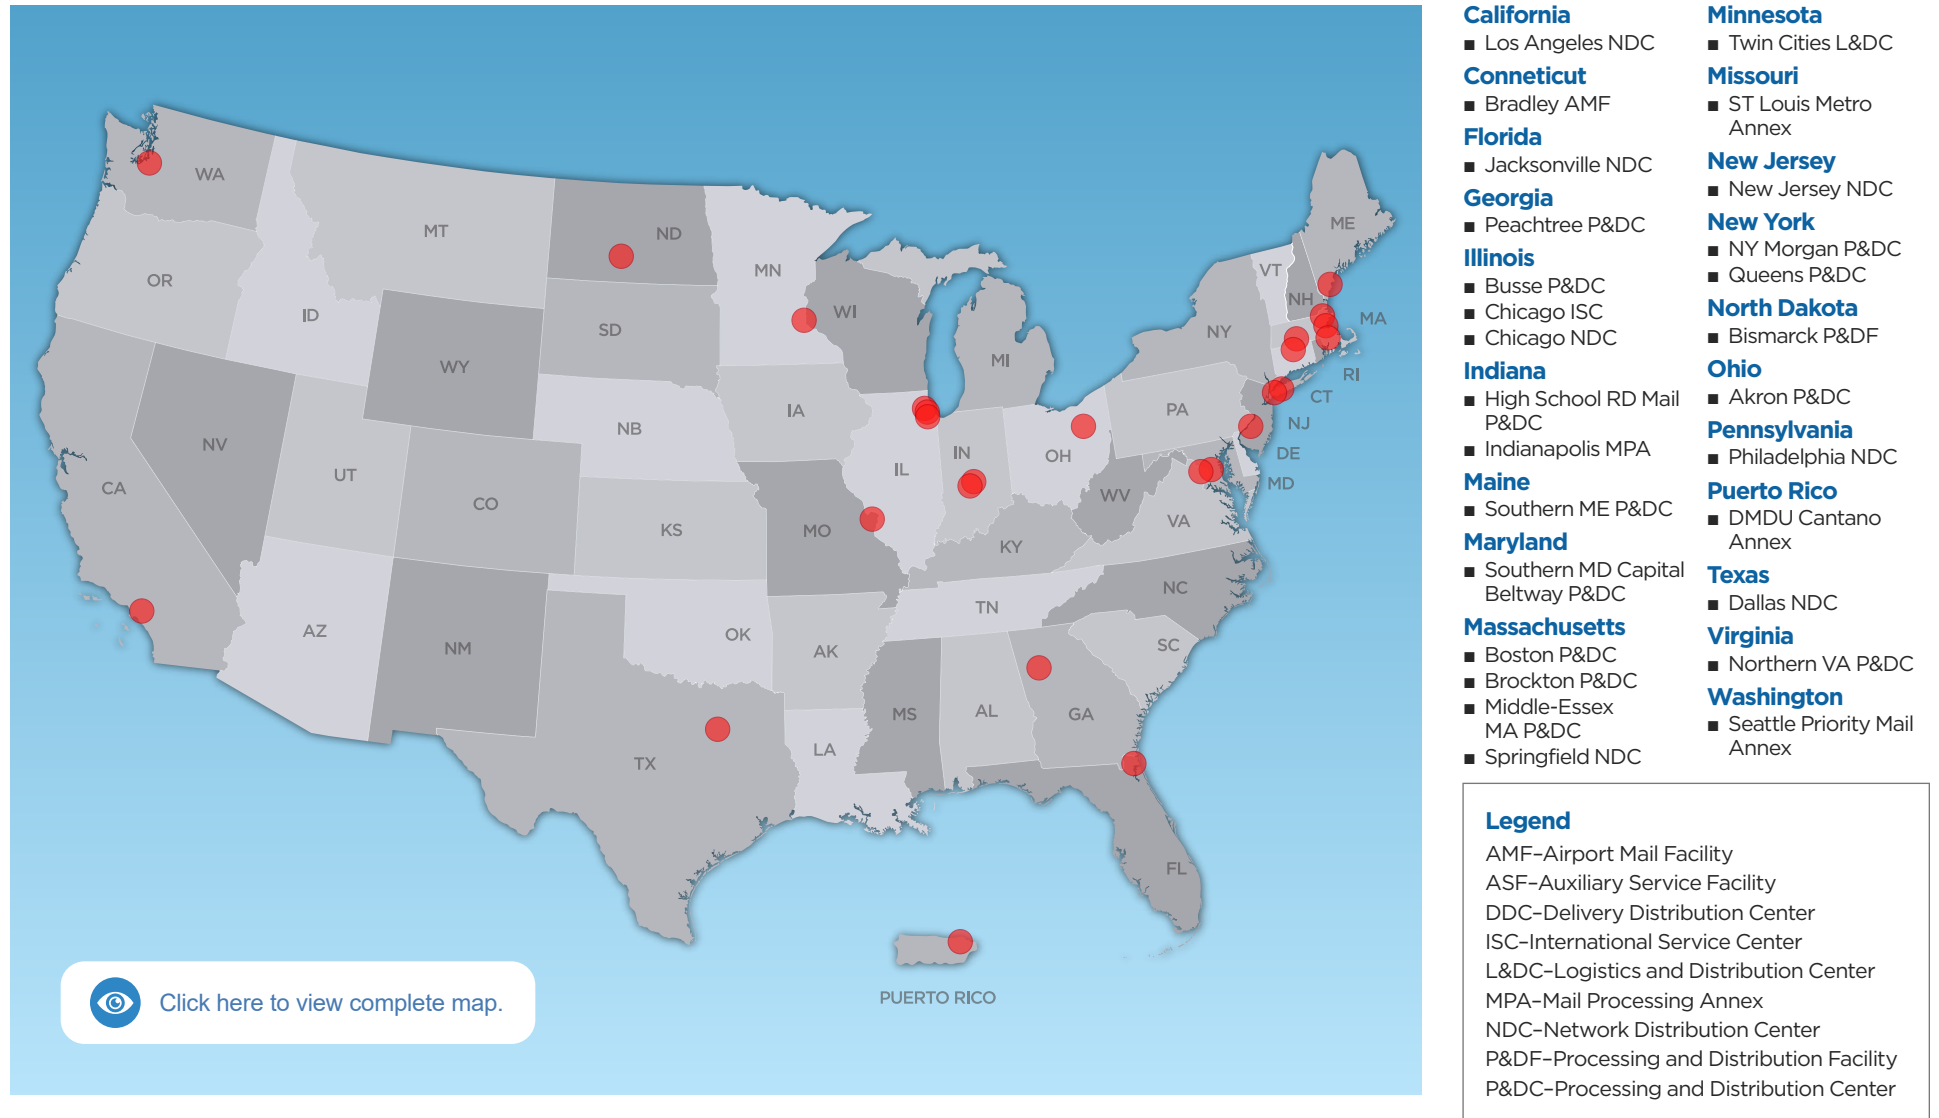 WA
OR
ID
MT
ND
MN
WI
SD
WY
NB
IA
NV
UT
CO
CA
KS
MO
IL
IN
OH
MI
PA
NY
VT
NH
ME
MA
RI
CT
NJ
DE
MD
WV
VA
KY
NC
TN
SC
AZ
NM
OK
AK
TX
LA
MS
AL
GA
FL
PUERTO RICO
Click here to view complete map.
California
■ Los Angeles NDC
Conneticut
■ Bradley AMF
Florida
■ Jacksonville NDC
Georgia
■ Peachtree P&DC
Illinois
■ Busse P&DC
■ Chicago ISC
■ Chicago NDC
Indiana
■ High School RD Mail
P&DC
■ Indianapolis MPA
Maine
■ Southern ME P&DC
Maryland
■ Southern MD Capital
Beltway P&DC
Massachusetts
■ Boston P&DC
■ Brockton P&DC
■ Middle-Essex
MA P&DC
■ Springfield NDC
Minnesota
■ Twin Cities L&DC
Missouri
■ ST Louis Metro
Annex
New Jersey
■ New Jersey NDC
New York
■ NY Morgan P&DC
■ Queens P&DC
North Dakota
■ Bismarck P&DF
Ohio
■ Akron P&DC
Pennsylvania
■ Philadelphia NDC
Puerto Rico
■ DMDU Cantano
Annex
Texas
■ Dallas NDC
Virginia
■ Northern VA P&DC
Washington
■ Seattle Priority Mail
Annex
Legend
AMF–Airport Mail Facility
ASF–Auxiliary Service Facility
DDC–Delivery Distribution Center
ISC–International Service Center
L&DC–Logistics and Distribution Center
MPA–Mail Processing Annex
NDC–Network Distribution Center
P&DF–Processing and Distribution Facility
P&DC–Processing and Distribution Center